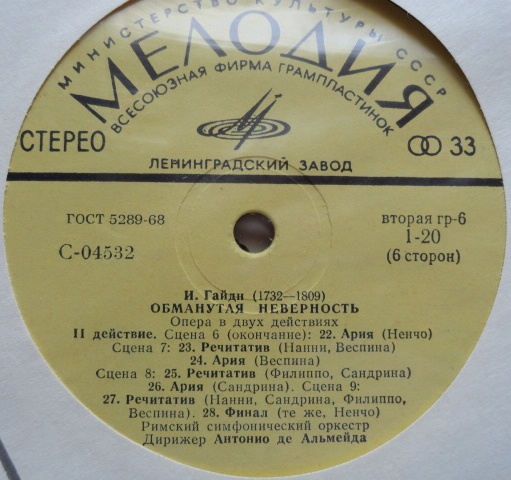 МИНИСТЕРСТВО КУЛЬТУРЫ СССР
МЕЛОДИЯ
ВСЕСОЮЗНАЯ ФИРМА ГРАМПЛАСТИНОК
СТЕРЕО
33
ЛЕНИНГРАДСКИЙ ЗАВОД
ГОСТ 5289-68
вторая гр-6
С-04532
1-20
(6 сторон)
И. Гайдн (1732—1809)
ОБМАНУТАЯ НЕВЕРНОСТЬ
Опера в двух действиях
II действие. Сцена 6 (окончание): 22. Ария (Ненчо)
Сцена 7: 23. Речитатив (Нанни, Веспина)
24. Ария (Веспина)
Сцена 8: 25. Речитатив (Филиппо, Сандрина)
26. Ария (Сандрина). Сцена 9:
27. Речитатив (Нанни, Сандрина, Филиппо,
Веспина). 28. Финал (те же, Ненчо)
Римский симфонический оркестр
Дирижер Антонио де Альмейда